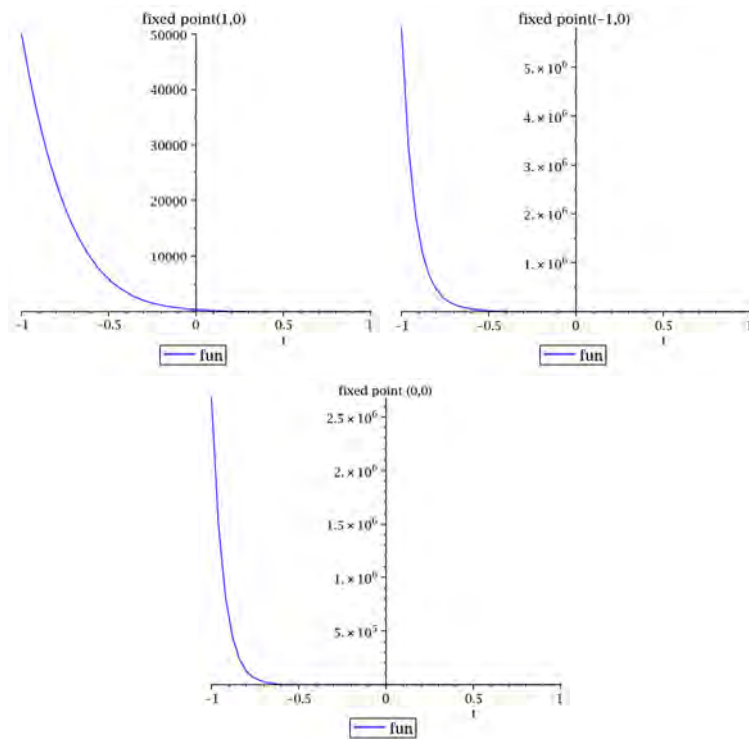 fixed point(1,0)
50000
40000
30000
20000
10000
-1 -0.5 0 0.5 1
t
fun
fixed point(-1,0)
5. × 10⁶
4. × 10⁶
3. × 10⁶
2. × 10⁶
1. × 10⁶
-1 -0.5 0 0.5 1
t
fun
fixed point (0,0)
2.5 × 10⁶
2. × 10⁶
1.5 × 10⁶
1. × 10⁶
5. × 10⁵
-1 -0.5 0 0.5 1
t
fun